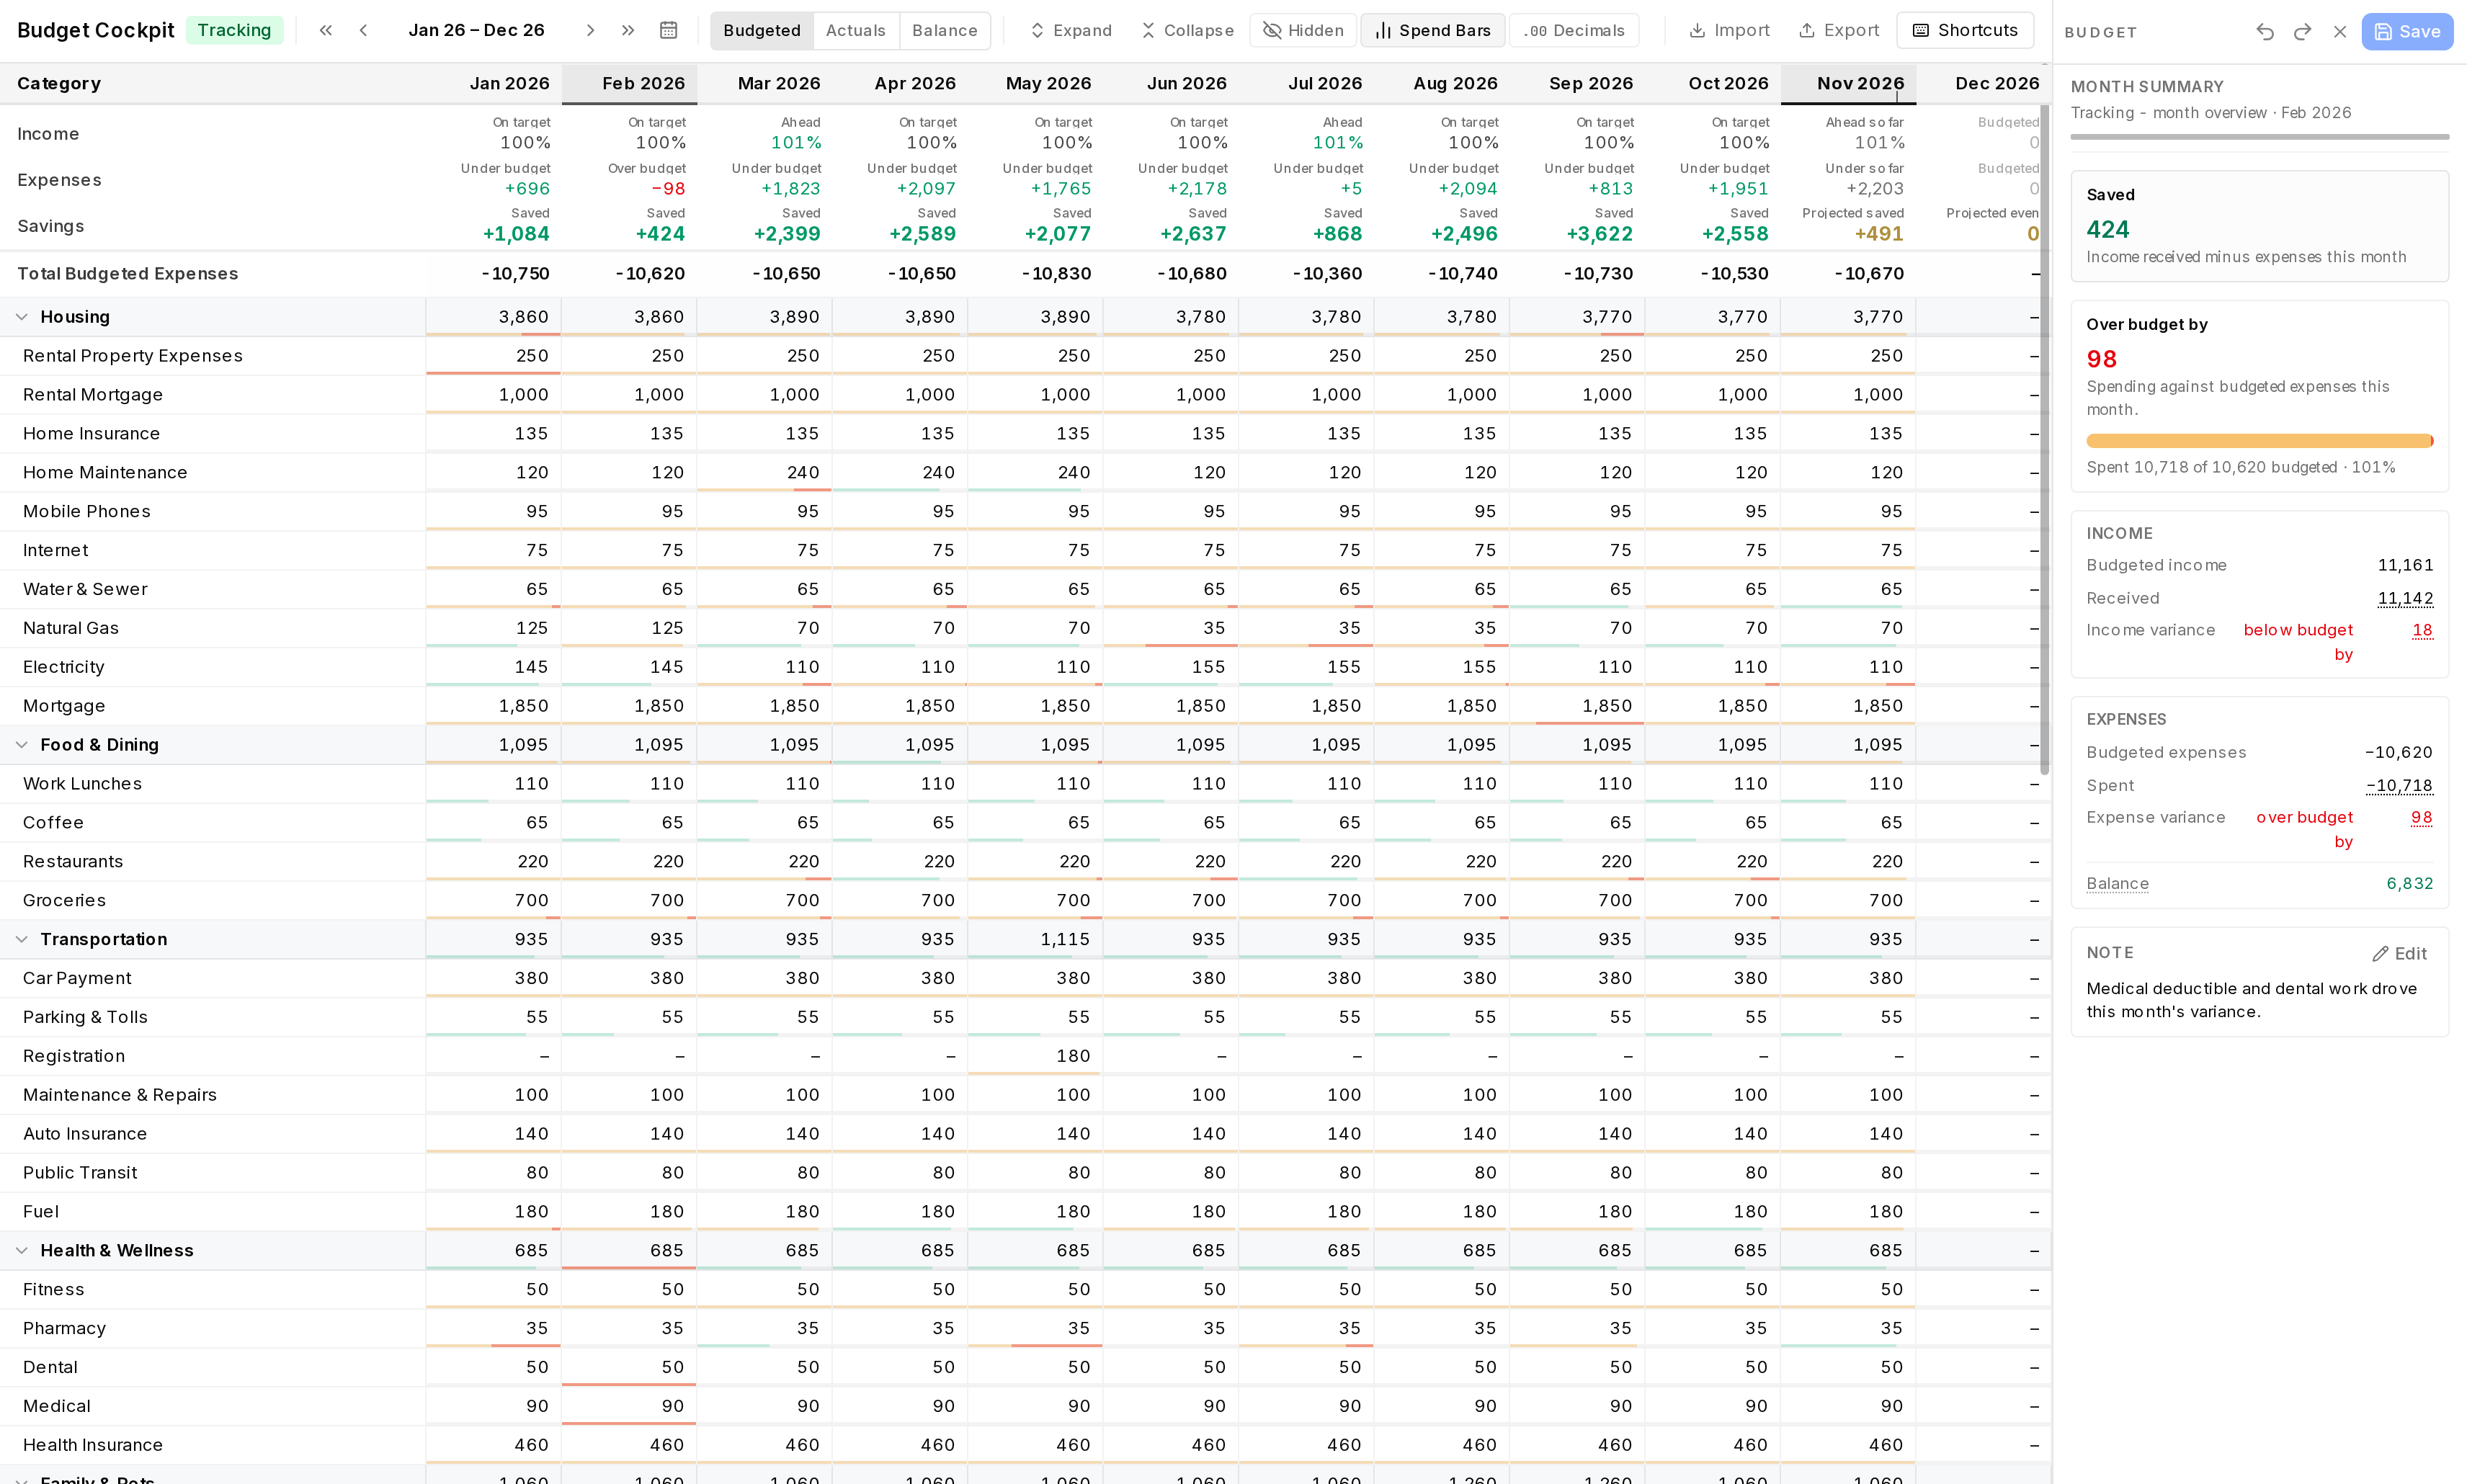 Budget Cockpit Tracking Jan 26 – Dec 26 Budgeted Actuals Balance Expand Collapse Hidden Spend Bars .00 Decimals Import Export Shortcuts
Category Jan 2026 Feb 2026 Mar 2026 Apr 2026 May 2026 Jun 2026 Jul 2026 Aug 2026 Sep 2026 Oct 2026 Nov 2026 Dec 2026
On target On target Ahead On target On target On target Ahead On target On target On target Ahead so far Budgeted
Income 100% 100% 101% 100% 100% 100% 101% 100% 100% 100% 101% 0
Under budget Over budget Under budget Under budget Under budget Under budget Under budget Under budget Under budget Under budget Under so far Budgeted
Expenses +696 −98 +1,823 +2,097 +1,765 +2,178 +5 +2,094 +813 +1,951 +2,203 0
Saved Saved Saved Saved Saved Saved Saved Saved Saved Saved Projected saved Projected even
Savings +1,084 +424 +2,399 +2,589 +2,077 +2,637 +868 +2,496 +3,622 +2,558 +491 0
Total Budgeted Expenses -10,750 -10,620 -10,650 -10,650 -10,830 -10,680 -10,360 -10,740 -10,730 -10,530 -10,670 –
Housing 3,860 3,860 3,890 3,890 3,890 3,780 3,780 3,780 3,770 3,770 3,770 –
Rental Property Expenses 250 250 250 250 250 250 250 250 250 250 250 –
Rental Mortgage 1,000 1,000 1,000 1,000 1,000 1,000 1,000 1,000 1,000 1,000 1,000 –
Home Insurance 135 135 135 135 135 135 135 135 135 135 135 –
Home Maintenance 120 120 240 240 240 120 120 120 120 120 120 –
Mobile Phones 95 95 95 95 95 95 95 95 95 95 95 –
Internet 75 75 75 75 75 75 75 75 75 75 75 –
Water & Sewer 65 65 65 65 65 65 65 65 65 65 65 –
Natural Gas 125 125 70 70 70 35 35 35 70 70 70 –
Electricity 145 145 110 110 110 155 155 155 110 110 110 –
Mortgage 1,850 1,850 1,850 1,850 1,850 1,850 1,850 1,850 1,850 1,850 1,850 –
Food & Dining 1,095 1,095 1,095 1,095 1,095 1,095 1,095 1,095 1,095 1,095 1,095 –
Work Lunches 110 110 110 110 110 110 110 110 110 110 110 –
Coffee 65 65 65 65 65 65 65 65 65 65 65 –
Restaurants 220 220 220 220 220 220 220 220 220 220 220 –
Groceries 700 700 700 700 700 700 700 700 700 700 700 –
Transportation 935 935 935 935 1,115 935 935 935 935 935 935 –
Car Payment 380 380 380 380 380 380 380 380 380 380 380 –
Parking & Tolls 55 55 55 55 55 55 55 55 55 55 55 –
Registration – – – – 180 – – – – – – –
Maintenance & Repairs 100 100 100 100 100 100 100 100 100 100 100 –
Auto Insurance 140 140 140 140 140 140 140 140 140 140 140 –
Public Transit 80 80 80 80 80 80 80 80 80 80 80 –
Fuel 180 180 180 180 180 180 180 180 180 180 180 –
Health & Wellness 685 685 685 685 685 685 685 685 685 685 685 –
Fitness 50 50 50 50 50 50 50 50 50 50 50 –
Pharmacy 35 35 35 35 35 35 35 35 35 35 35 –
Dental 50 50 50 50 50 50 50 50 50 50 50 –
Medical 90 90 90 90 90 90 90 90 90 90 90 –
Health Insurance 460 460 460 460 460 460 460 460 460 460 460 –
Family & Pets 1,060 1,060 1,060 1,060 1,060 1,060 1,060 1,260 1,260 1,060 1,060
BUDGET Save
MONTH SUMMARY
Tracking - month overview · Feb 2026
Saved
424
Income received minus expenses this month
Over budget by
98
Spending against budgeted expenses this
month.
Spent 10,718 of 10,620 budgeted · 101%
INCOME
Budgeted income 11,161
Received 11,142
Income variance below budget 18
by
EXPENSES
Budgeted expenses −10,620
Spent −10,718
Expense variance over budget 98
by
Balance 6,832
NOTE Edit
Medical deductible and dental work drove
this month's variance.